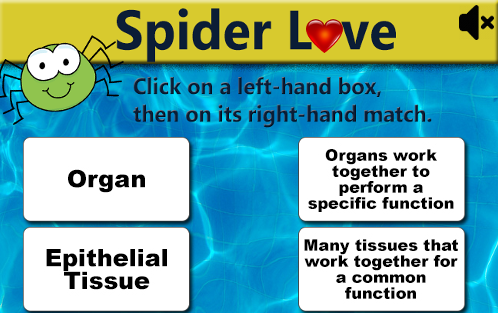 Spider Love
Click on a left-hand box,
then on its right-hand match.
Organ
Organs work
together to
perform a
specific function
Epithelial
Tissue
Many tissues that
work together for
a common
function